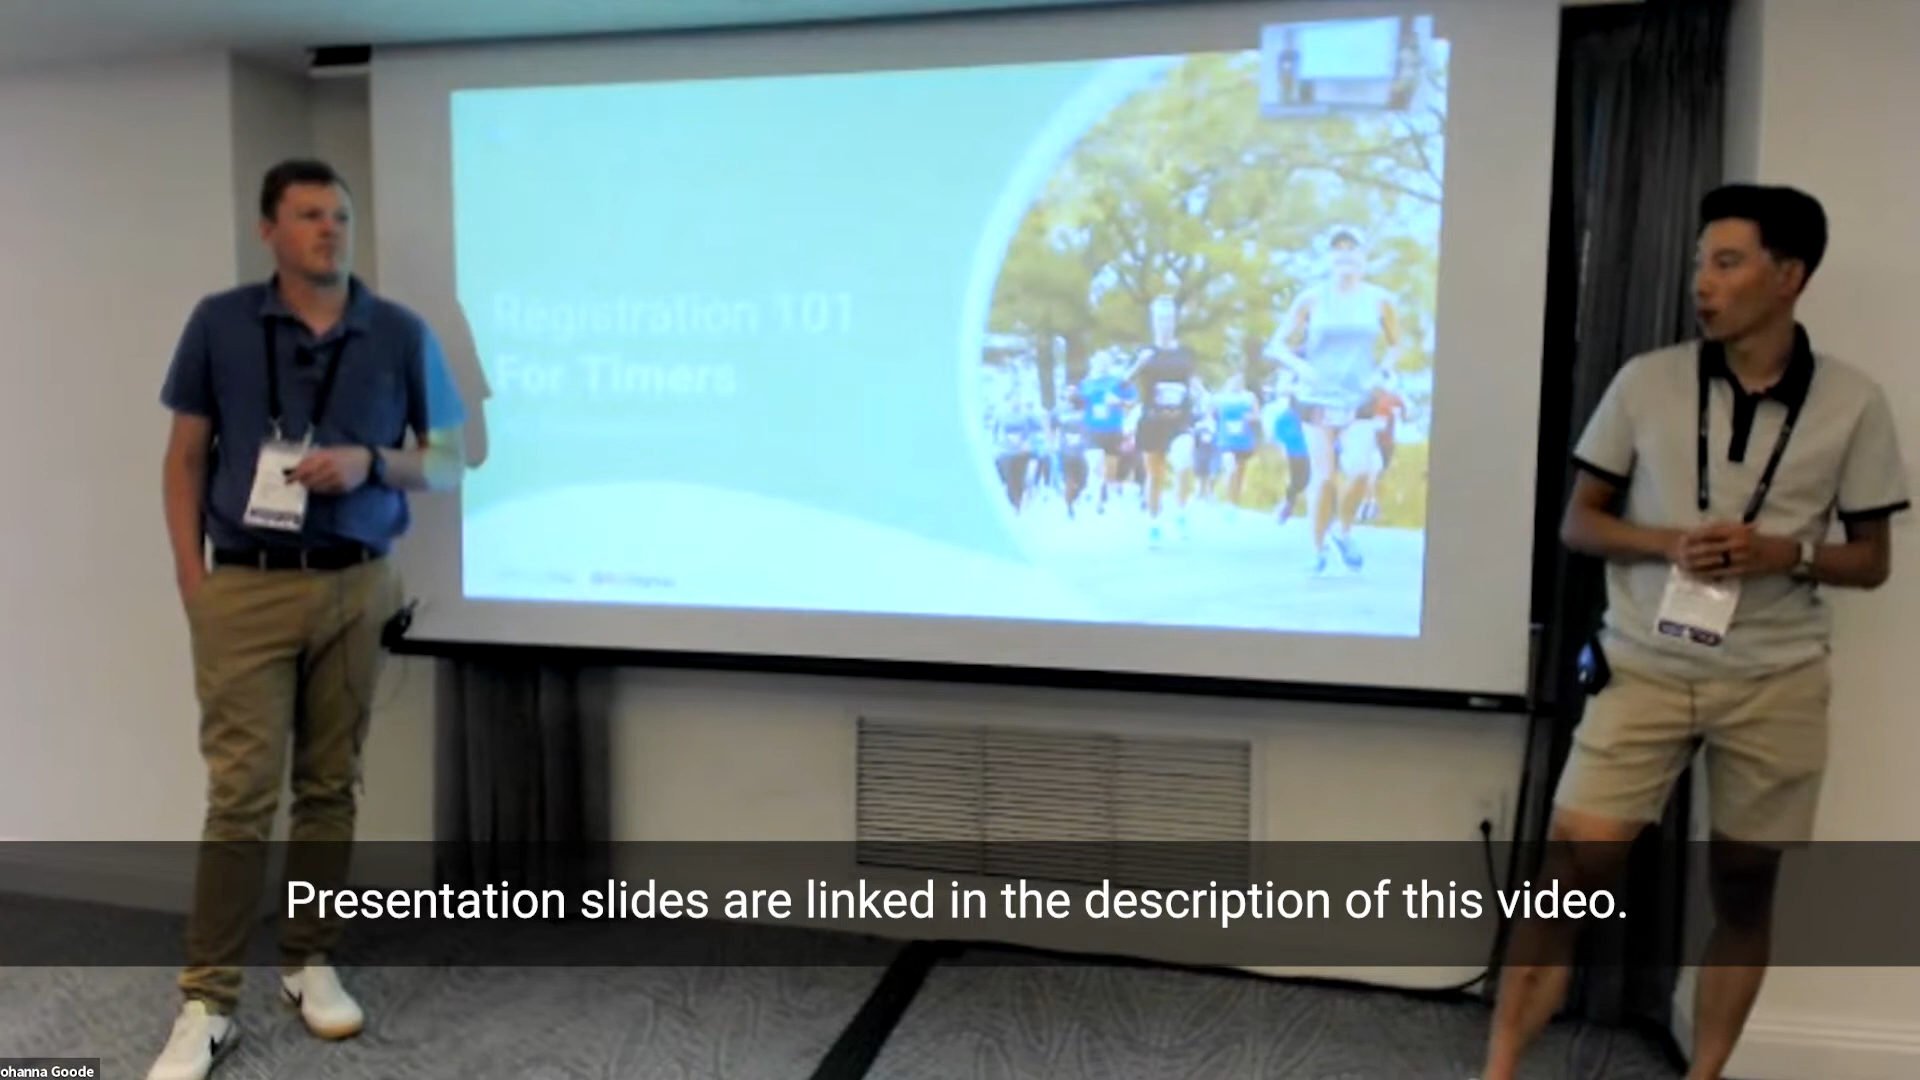 Registration 101
For Timers
Presentation slides are linked in the description of this video.
ohanna Goode